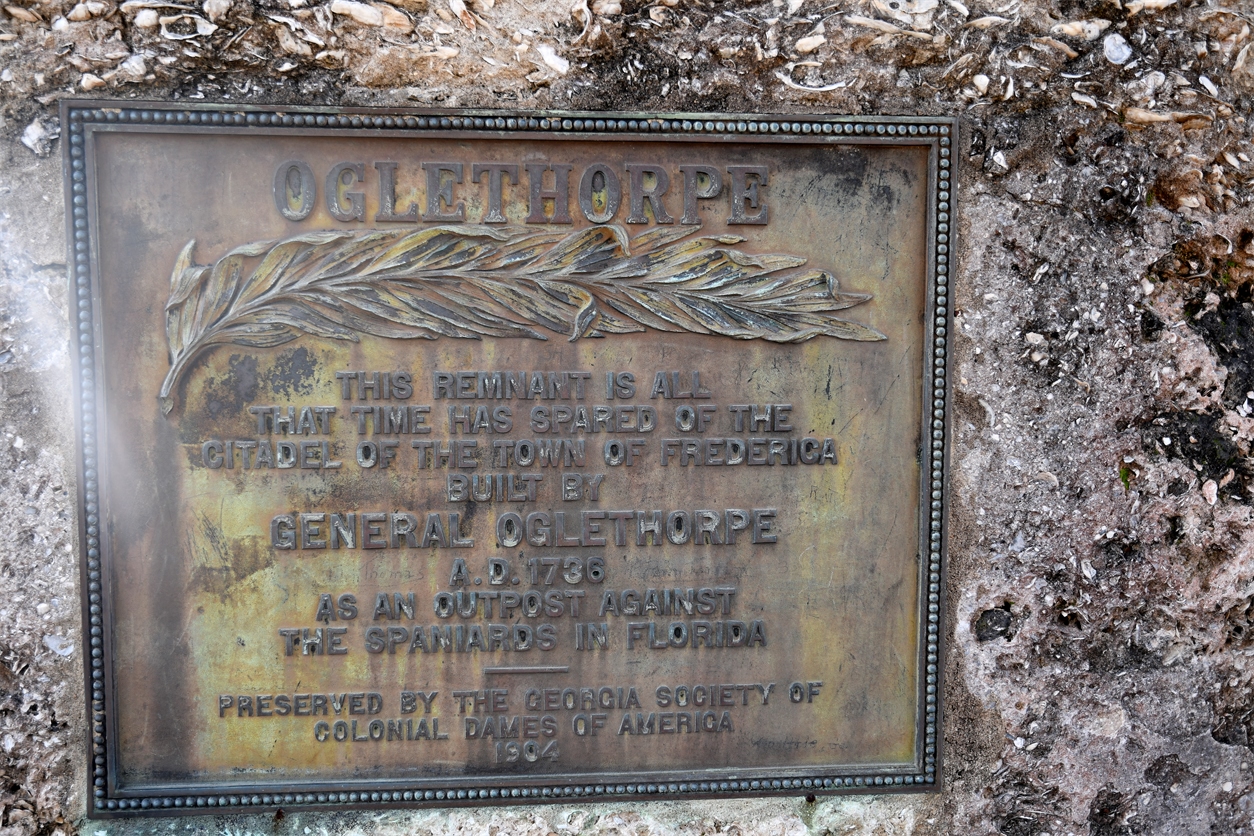 OGLETHORPE
THIS REMNANT IS ALL
THAT TIME HAS SPARED OF THE
CITADEL OF THE TOWN OF FREDERICA
BUILT BY
GENERAL OGLETHORPE
A.D. 1736
AS AN OUTPOST AGAINST
THE SPANIARDS IN FLORIDA
PRESERVED BY THE GEORGIA SOCIETY OF
COLONIAL DAMES OF AMERICA
1904